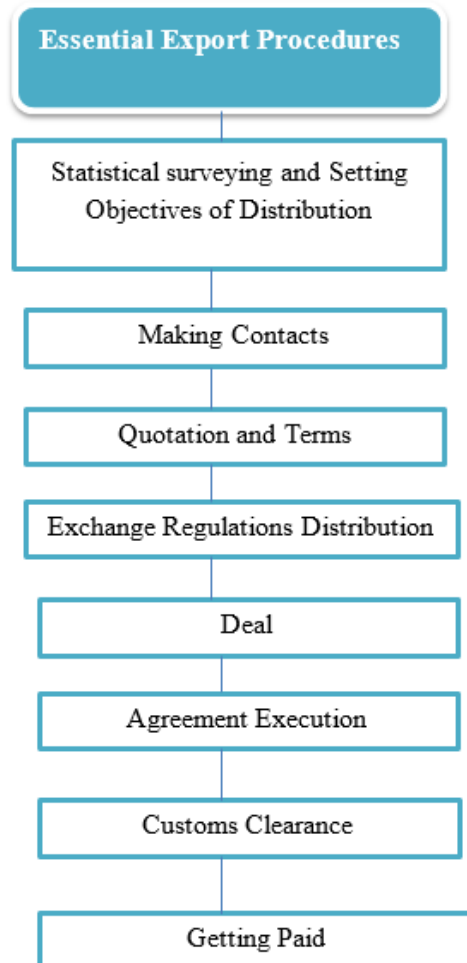 Essential Export Procedures
Statistical surveying and Setting
Objectives of Distribution
Making Contacts
Quotation and Terms
Exchange Regulations Distribution
Deal
Agreement Execution
Customs Clearance
Getting Paid